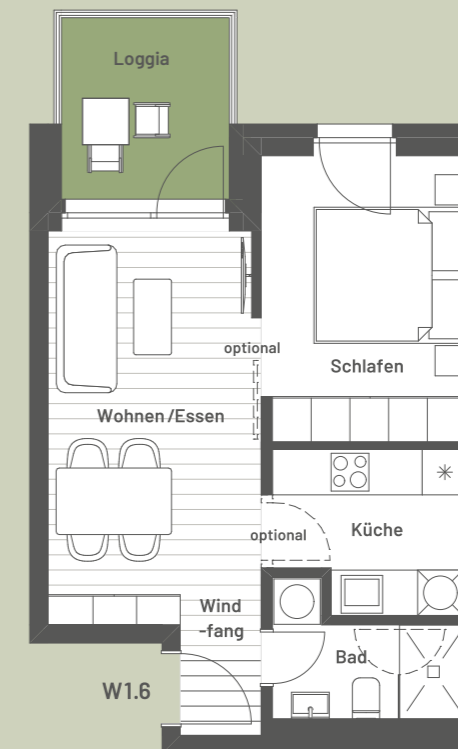 Loggia
optional
Schlafen
Wohnen/Essen
optional
Küche
Wind
-fang
Bad
W1.6